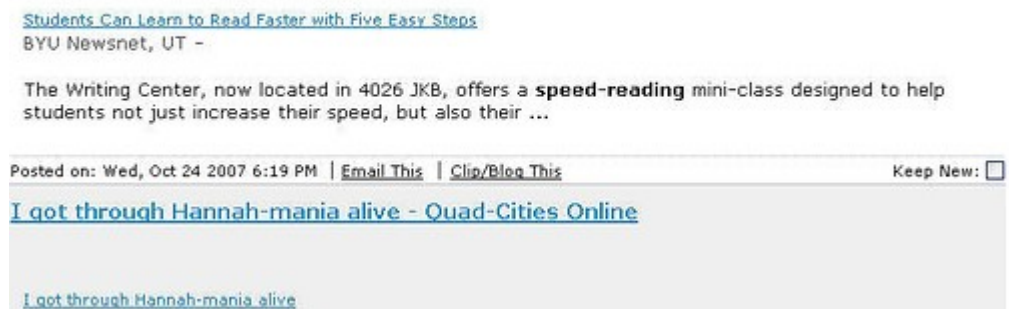 Students Can Learn to Read Faster with Five Easy Steps
BYU Newsnet, UT -
The Writing Center, now located in 4026 JKB, offers a speed-reading mini-class designed to help
students not just increase their speed, but also their ...
Posted on: Wed, Oct 24 2007 6:19 PM | Email This | Clip/Blog This Keep New:
I got through Hannah-mania alive - Quad-Cities Online
I got through Hannah-mania alive